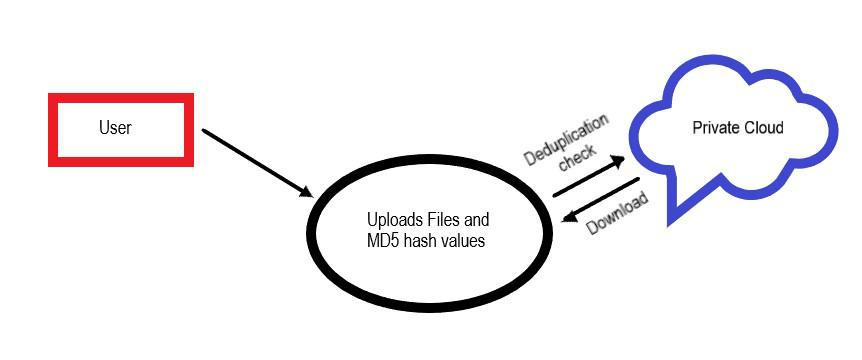 User
Uploads Files and
MD5 hash values
Deduplication
check
Download
Private Cloud